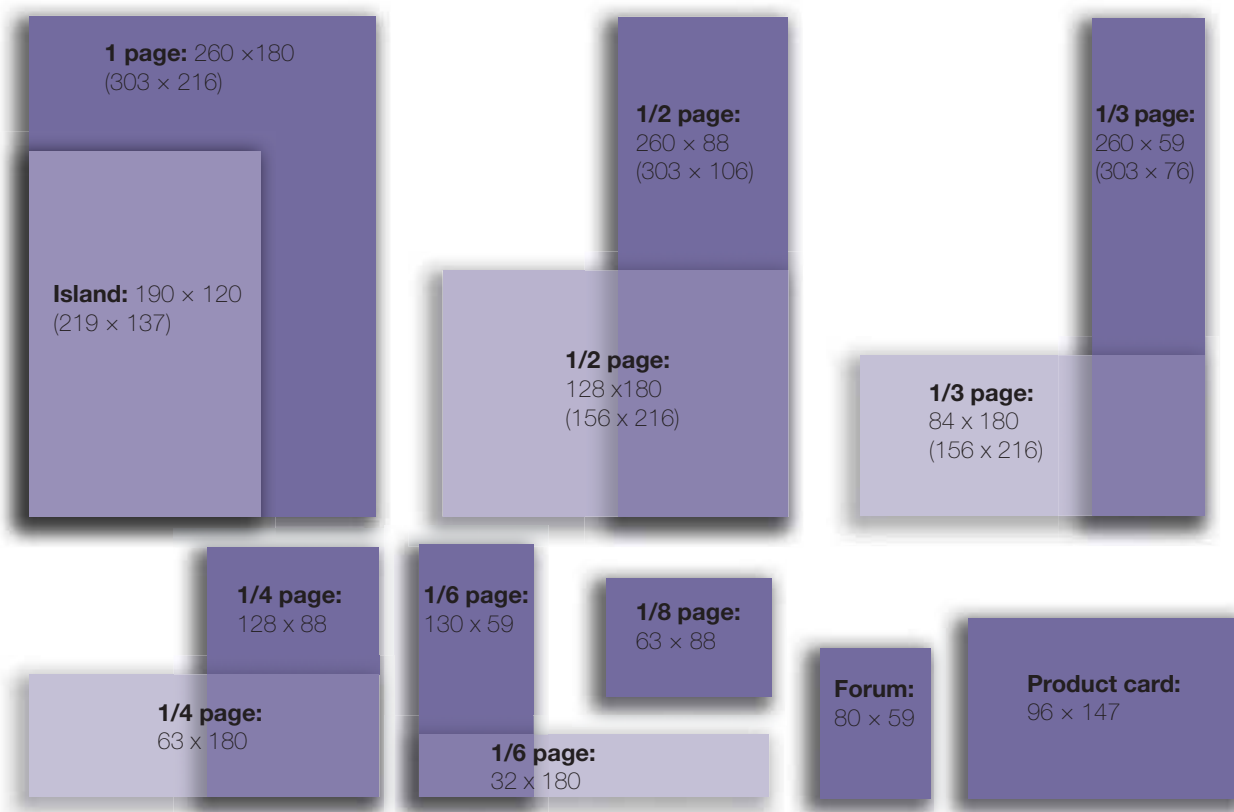 1 page: 260 ×180
(303 × 216)
Island: 190 × 120
(219 × 137)
1/2 page:
260 × 88
(303 × 106)
1/2 page:
128 x180
(156 x 216)
1/3 page:
260 × 59
(303 × 76)
1/3 page:
84 x 180
(156 x 216)
1/4 page:
128 x 88
1/4 page:
63 x 180
1/6 page:
130 x 59
1/6 page:
32 x 180
1/8 page:
63 × 88
Forum:
80 × 59
Product card:
96 × 147